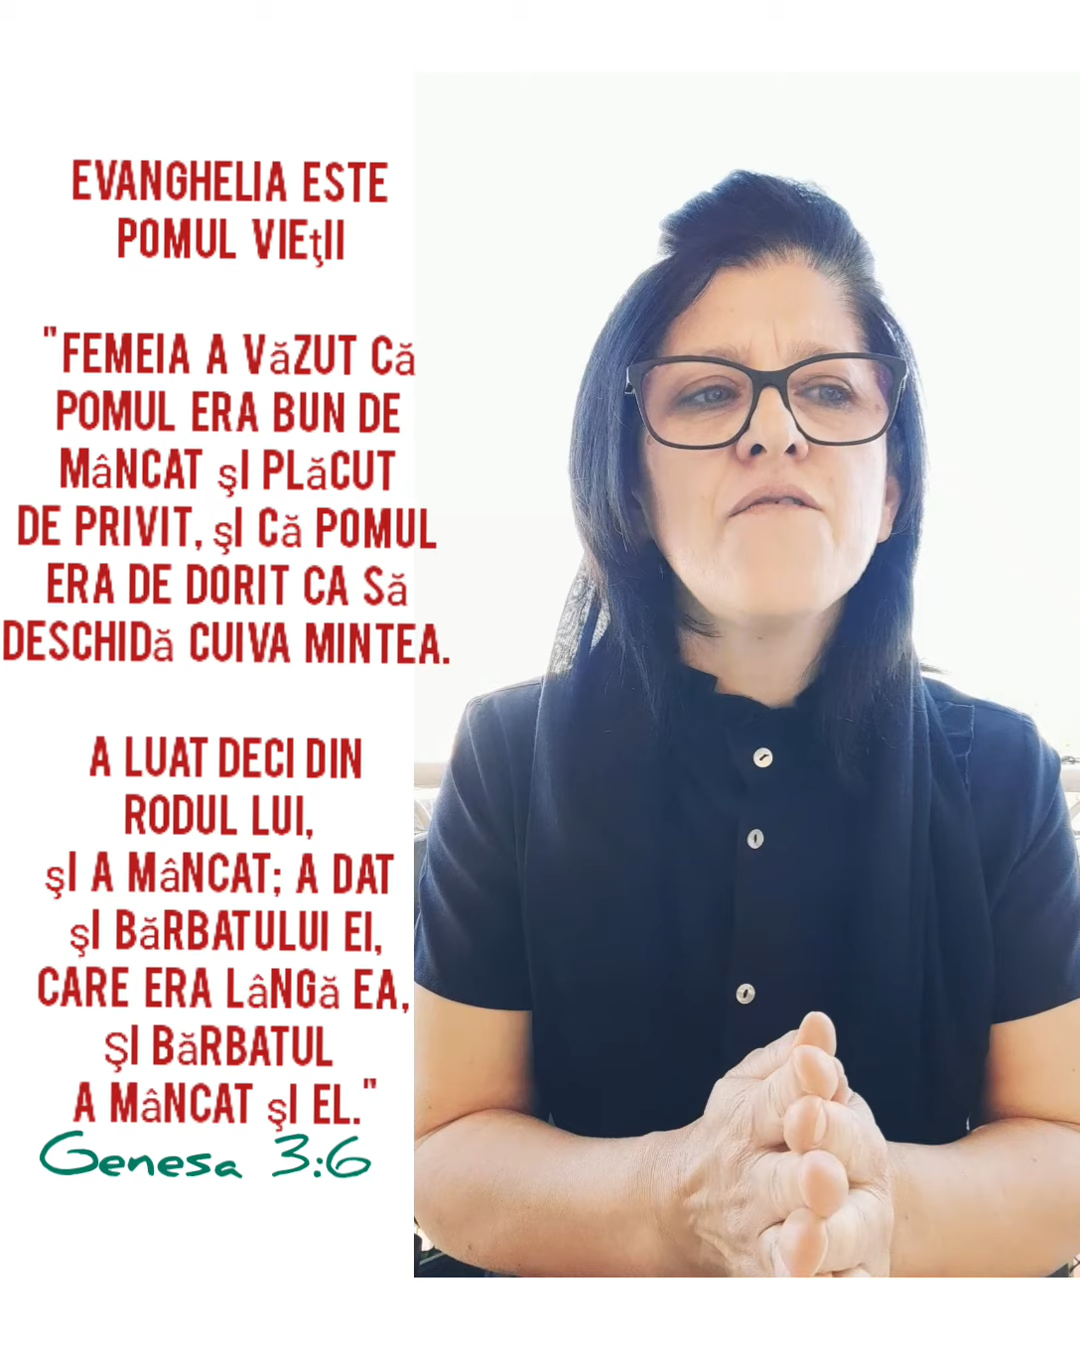 EVANGHELIA ESTE
POMUL VIEţII
"FEMEIA A VăZUT Că
POMUL ERA BUN DE
MâNCAT şI PLăCUT
DE PRIVIT, şI Că POMUL
ERA DE DORIT CA Să
DESCHIDă CUIVA MINTEA.
A LUAT DECI DIN
RODUL LUI,
şI A MâNCAT; A DAT
şI BăRBATULUI EI,
CARE ERA LâNGă EA,
ŞI BăRBATUL
A MâNCAT şI EL."
Genesa 3:6